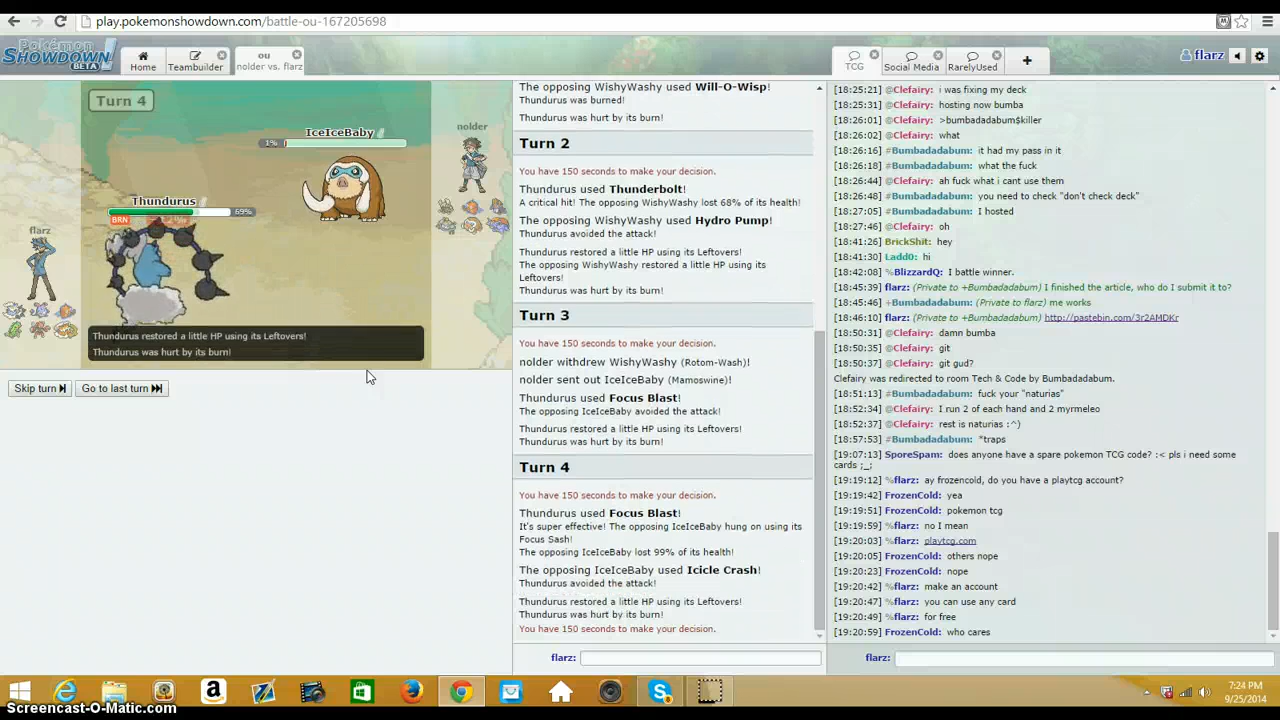 play.pokemonshowdown.com/battle-ou-167205698
Pokémon
SHOWDOWN!
BETA
Home
Teambuilder
ou
nolder vs. flarz
TCG
Social Media
RarelyUsed
+
flarz
Turn 4
IceIceBaby
1%
nolder
Thundurus
69%
BRN
flarz
Thundurus restored a little HP using its Leftovers!
Thundurus was hurt by its burn!
Skip turn
Go to last turn
The opposing WishyWashy used Will-O-Wisp!
Thundurus was burned!
Thundurus was hurt by its burn!
Turn 2
You have 150 seconds to make your decision.
Thundurus used Thunderbolt!
A critical hit! The opposing WishyWashy lost 68% of its health!
The opposing WishyWashy used Hydro Pump!
Thundurus avoided the attack!
Thundurus restored a little HP using its Leftovers!
The opposing WishyWashy restored a little HP using its
Leftovers!
Thundurus was hurt by its burn!
Turn 3
You have 150 seconds to make your decision.
nolder withdrew WishyWashy (Rotom-Wash)!
nolder sent out IceIceBaby (Mamoswine)!
Thundurus used Focus Blast!
The opposing IceIceBaby avoided the attack!
Thundurus restored a little HP using its Leftovers!
Thundurus was hurt by its burn!
Turn 4
You have 150 seconds to make your decision.
Thundurus used Focus Blast!
It's super effective! The opposing IceIceBaby hung on using its
Focus Sash!
The opposing IceIceBaby lost 99% of its health!
The opposing IceIceBaby used Icicle Crash!
Thundurus avoided the attack!
Thundurus restored a little HP using its Leftovers!
Thundurus was hurt by its burn!
You have 150 seconds to make your decision.
flarz:
[18:25:21] @Clefairy: i was fixing my deck
[18:25:31] @Clefairy: hosting now bumba
[18:26:01] @Clefairy: >bumbadadabum$killer
[18:26:02] @Clefairy: what
[18:26:16] #Bumbadadabum: it had my pass in it
[18:26:18] #Bumbadadabum: what the fuck
[18:26:44] @Clefairy: ah fuck what i cant use them
[18:26:48] #Bumbadadabum: you need to check "don't check deck"
[18:27:05] #Bumbadadabum: I hosted
[18:27:46] @Clefairy: oh
[18:41:26] BrickShit: hey
[18:41:30] Ladd0: hi
[18:42:08] %BlizzardQ: I battle winner.
[18:45:39] flarz: (Private to +Bumbadadabum) I finished the article, who do I submit it to?
[18:45:46] +Bumbadadabum: (Private to flarz) me works
[18:46:10] flarz: (Private to +Bumbadadabum) http://pastebin.com/3r2AMDKr
[18:50:31] @Clefairy: damn bumba
[18:50:35] @Clefairy: git
[18:50:37] @Clefairy: git gud?
Clefairy was redirected to room Tech & Code by Bumbadadabum.
[18:51:13] #Bumbadadabum: fuck your "naturias"
[18:52:34] @Clefairy: I run 2 of each hand and 2 myrmeleo
[18:52:37] @Clefairy: rest is naturias :^)
[18:57:53] #Bumbadadabum: *traps
[19:07:13] SporeSpam: does anyone have a spare pokemon TCG code? :< pls i need some
cards ;_;
[19:19:12] %flarz: ay frozencold, do you have a playtcg account?
[19:19:42] FrozenCold: yea
[19:19:51] FrozenCold: pokemon tcg
[19:19:59] %flarz: no I mean
[19:20:03] %flarz: playtcg.com
[19:20:05] FrozenCold: others nope
[19:20:23] FrozenCold: nope
[19:20:42] %flarz: make an account
[19:20:47] %flarz: you can use any card
[19:20:49] %flarz: for free
[19:20:59] FrozenCold: who cares
flarz:
7:24 PM
9/25/2014
Screencast-O-Matic.com